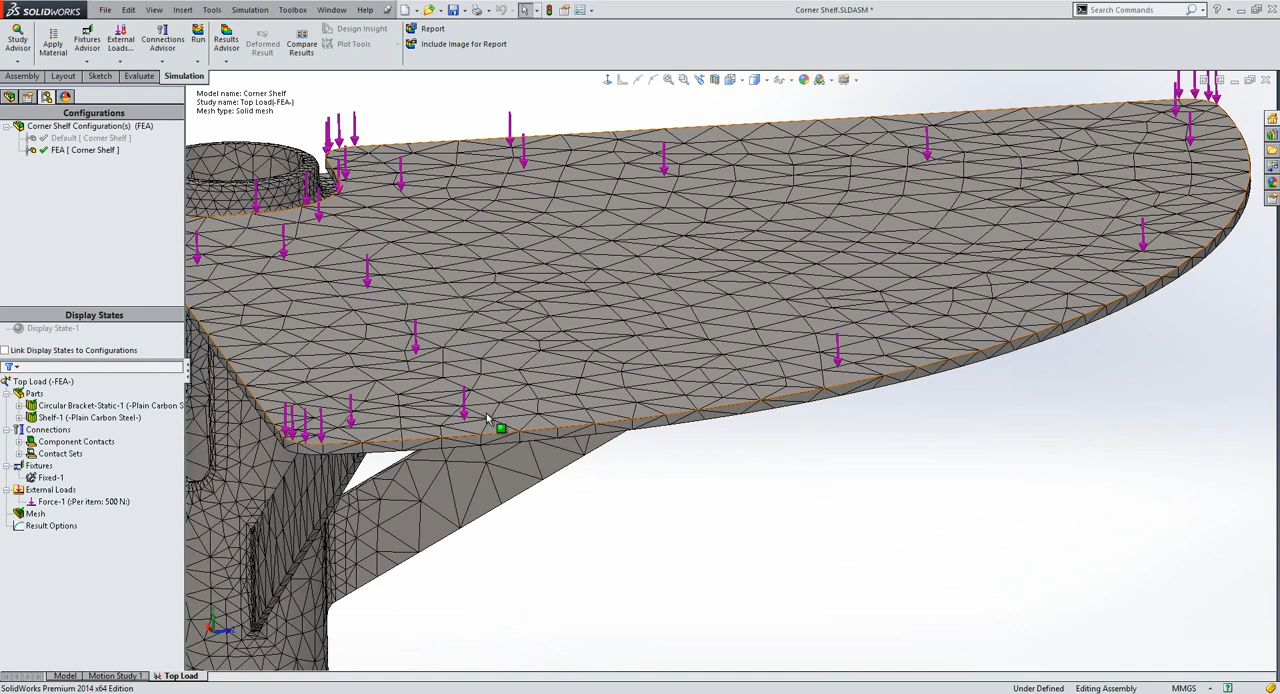 SOLIDWORKS
File
Edit
View
Insert
Tools
Simulation
Toolbox
Window
Help
Corner Shelf.SLDASM *
Search Commands
Study Advisor
Apply Material
Fixtures Advisor
External Loads...
Connections Advisor
Run
Results Advisor
Deformed Result
Compare Results
Design Insight
Plot Tools
Report
Include Image for Report
Assembly
Layout
Sketch
Evaluate
Simulation
Configurations
Corner Shelf Configuration(s) (FEA)
Default [ Corner Shelf ]
FEA [ Corner Shelf ]
Model name: Corner Shelf
Study name: Top Load(-FEA-)
Mesh type: Solid mesh
Display States
Display State-1
Link Display States to Configurations
Top Load (-FEA-)
Parts
Circular Bracket-Static-1 (-Plain Carbon S
Shelf-1 (-Plain Carbon Steel-)
Connections
Component Contacts
Contact Sets
Fixtures
Fixed-1
External Loads
Force-1 (:Per item: 500 N:)
Mesh
Result Options
Model
Motion Study 1
Top Load
SolidWorks Premium 2014 x64 Edition
Under Defined
Editing Assembly
MMGS